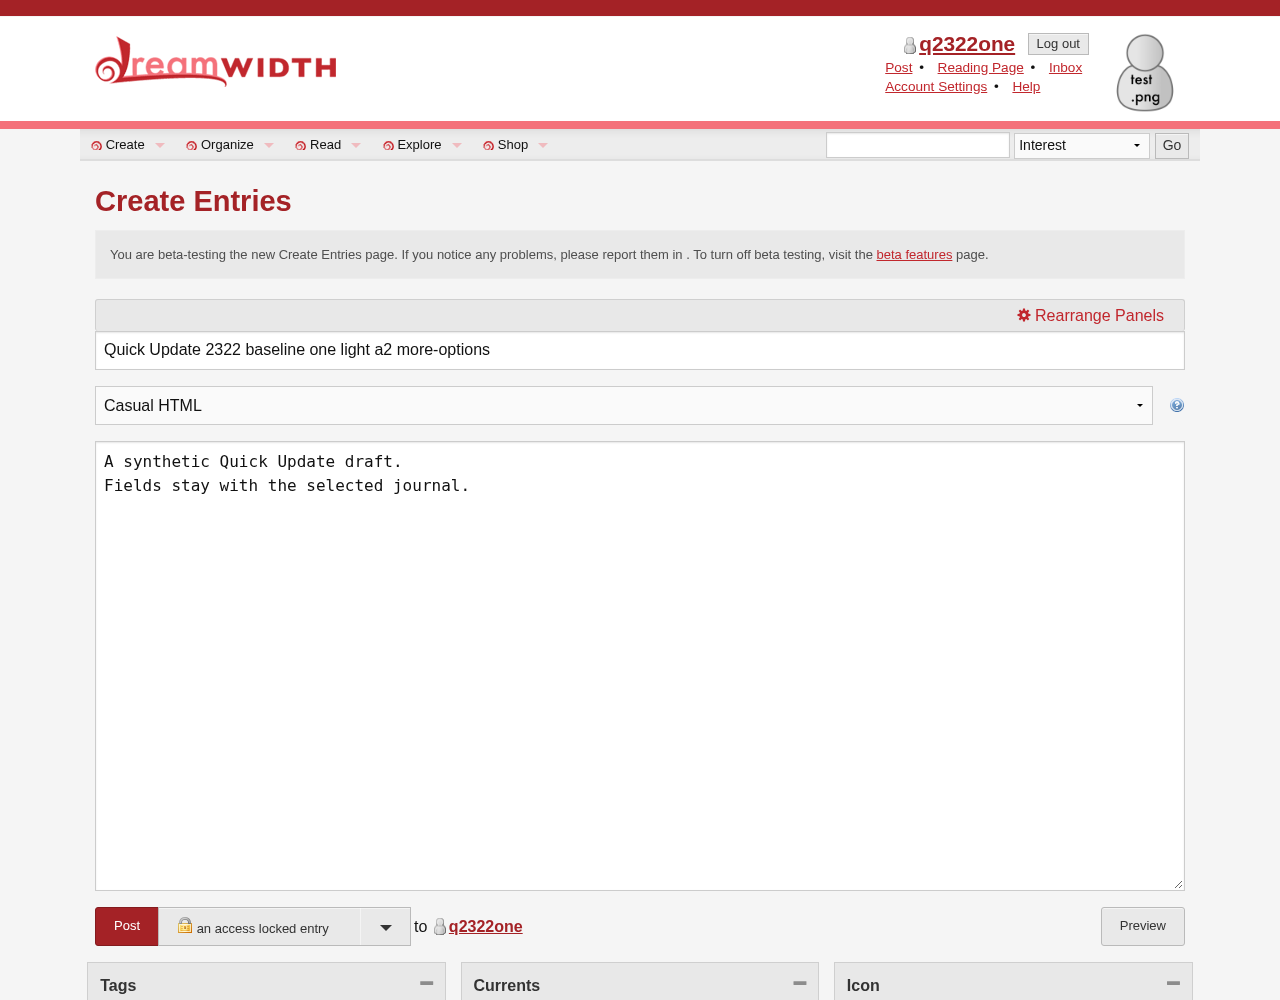 dreamWIDTH
q2322one Log out
Post • Reading Page • Inbox
Account Settings • Help
test
.png
Create Organize Read Explore Shop Interest Go
Create Entries
You are beta-testing the new Create Entries page. If you notice any problems, please report them in . To turn off beta testing, visit the beta features page.
Rearrange Panels
Quick Update 2322 baseline one light a2 more-options
Casual HTML
A synthetic Quick Update draft.
Fields stay with the selected journal.
Post an access locked entry to q2322one Preview
Tags Currents Icon